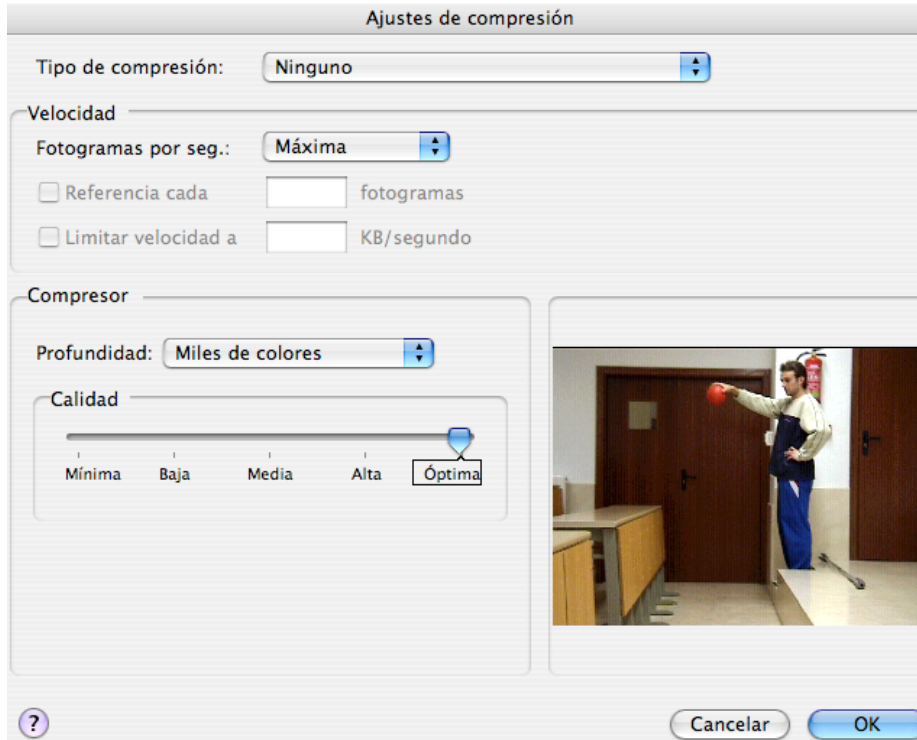 Ajustes de compresión
Tipo de compresión: Ninguno
Velocidad
Fotogramas por seg.: Máxima
Referencia cada fotogramas
Limitar velocidad a KB/segundo
Compresor
Profundidad: Miles de colores
Calidad
Mínima Baja Media Alta Óptima
? Cancelar OK